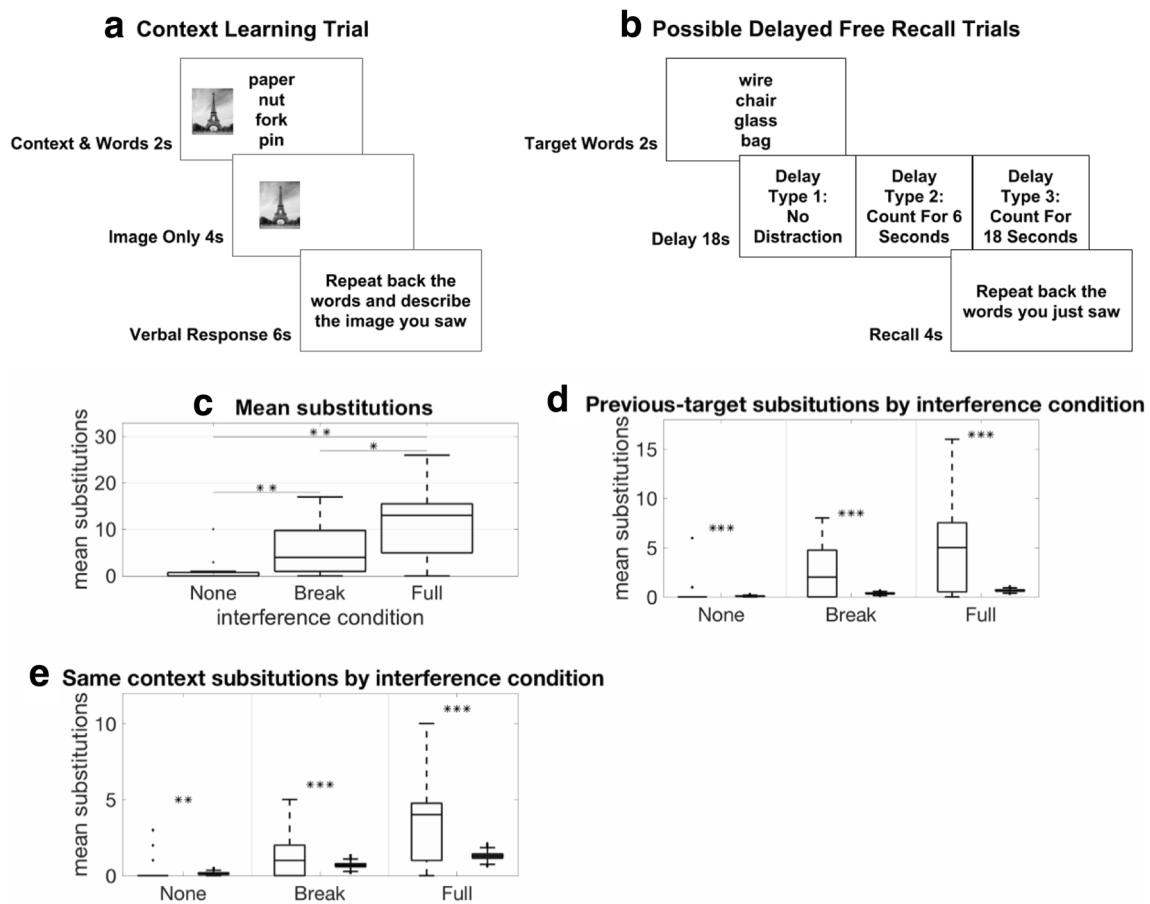 a Context Learning Trial
paper
nut
fork
pin
Context & Words 2s
Image Only 4s
Repeat back the
words and describe
the image you saw
Verbal Response 6s
b Possible Delayed Free Recall Trials
wire
chair
glass
bag
Target Words 2s
Delay
Type 1:
No
Distraction
Delay
Type 2:
Count For 6
Seconds
Delay
Type 3:
Count For
18 Seconds
Delay 18s
Repeat back the
words you just saw
Recall 4s
c Mean substitutions
mean substitutions
30
20
10
0
** 
*
**
None Break Full
interference condition
d Previous-target subsitutions by interference condition
mean substitutions
15
10
5
0
***
***
***
None Break Full
e Same context subsitutions by interference condition
mean substitutions
10
5
0
**
***
***
None Break Full